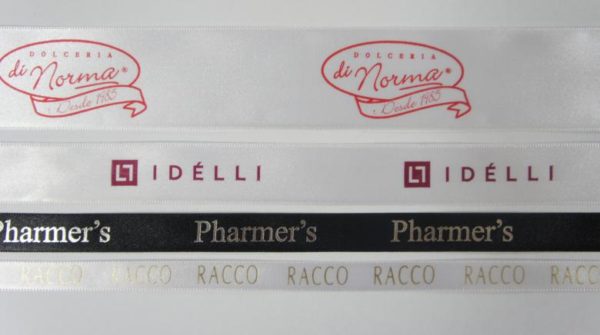 DOLCERIA DOLCERIA
di Norma® di Norma®
Desde 1985 Desde 1985
IDÉLLI IDÉLLI
Pharmer's Pharmer's Pharmer's
RACCO RACCO RACCO RACCO RACCO RACCO RACCO